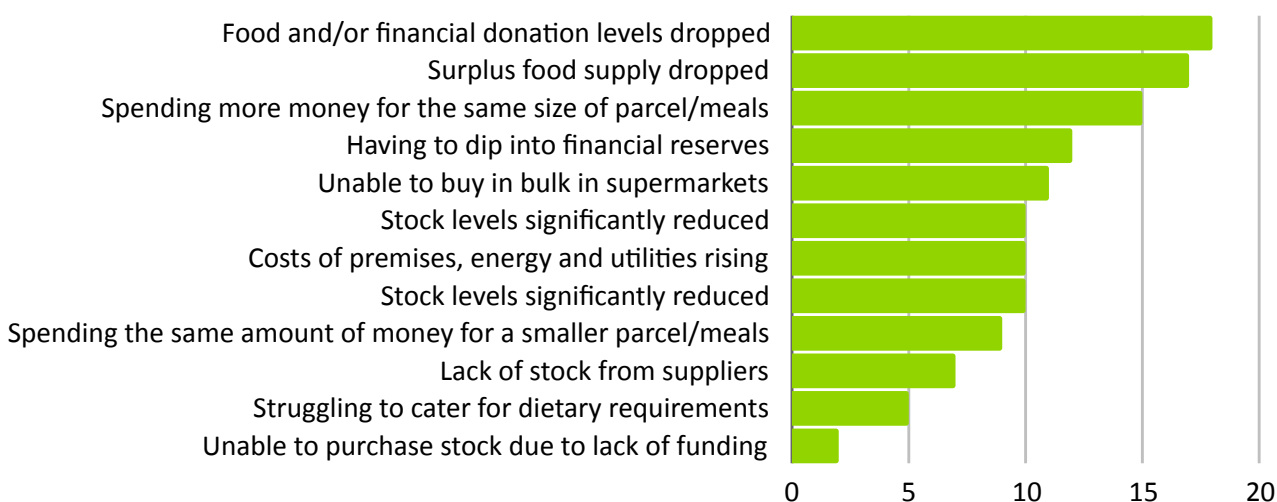 Food and/or financial donation levels dropped
Surplus food supply dropped
Spending more money for the same size of parcel/meals
Having to dip into financial reserves
Unable to buy in bulk in supermarkets
Stock levels significantly reduced
Costs of premises, energy and utilities rising
Stock levels significantly reduced
Spending the same amount of money for a smaller parcel/meals
Lack of stock from suppliers
Struggling to cater for dietary requirements
Unable to purchase stock due to lack of funding
0 5 10 15 20